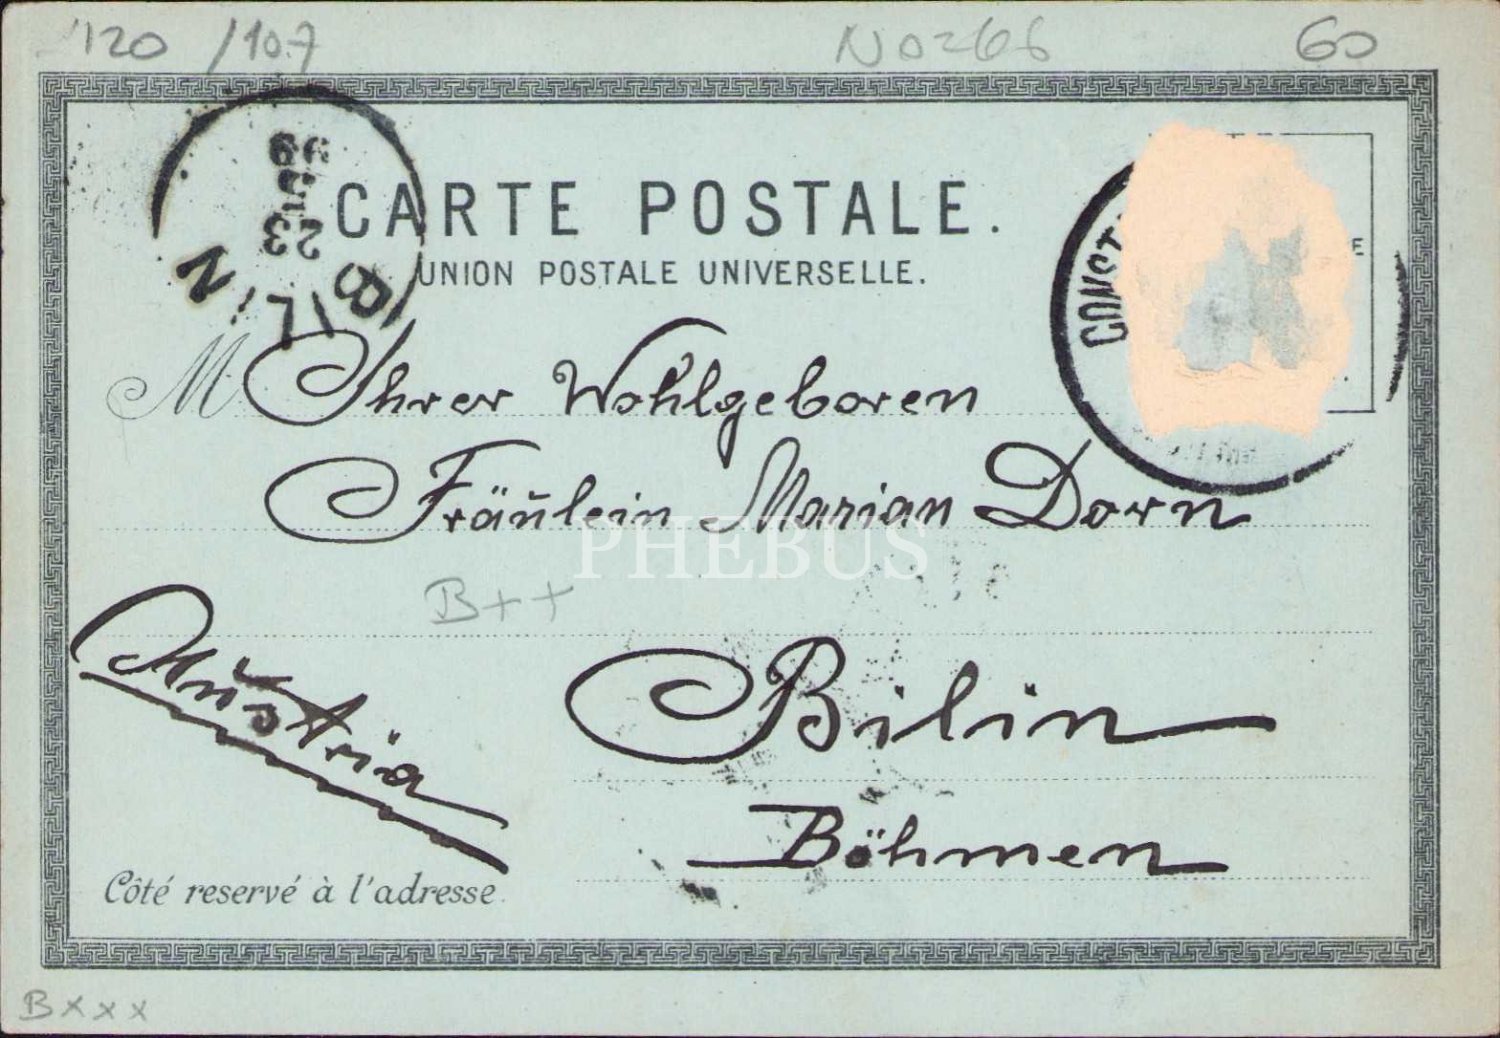 120 /107 N0266 60
CARTE POSTALE.
UNION POSTALE UNIVERSELLE.
BILIN
23
99
CONST
E
M Ihrer Wohlgeboren
Fräulein Marian Dorn
PHEBUS
B++
Austria
Bilin
Böhmen
Côté reservé à l'adresse.
Bxxx